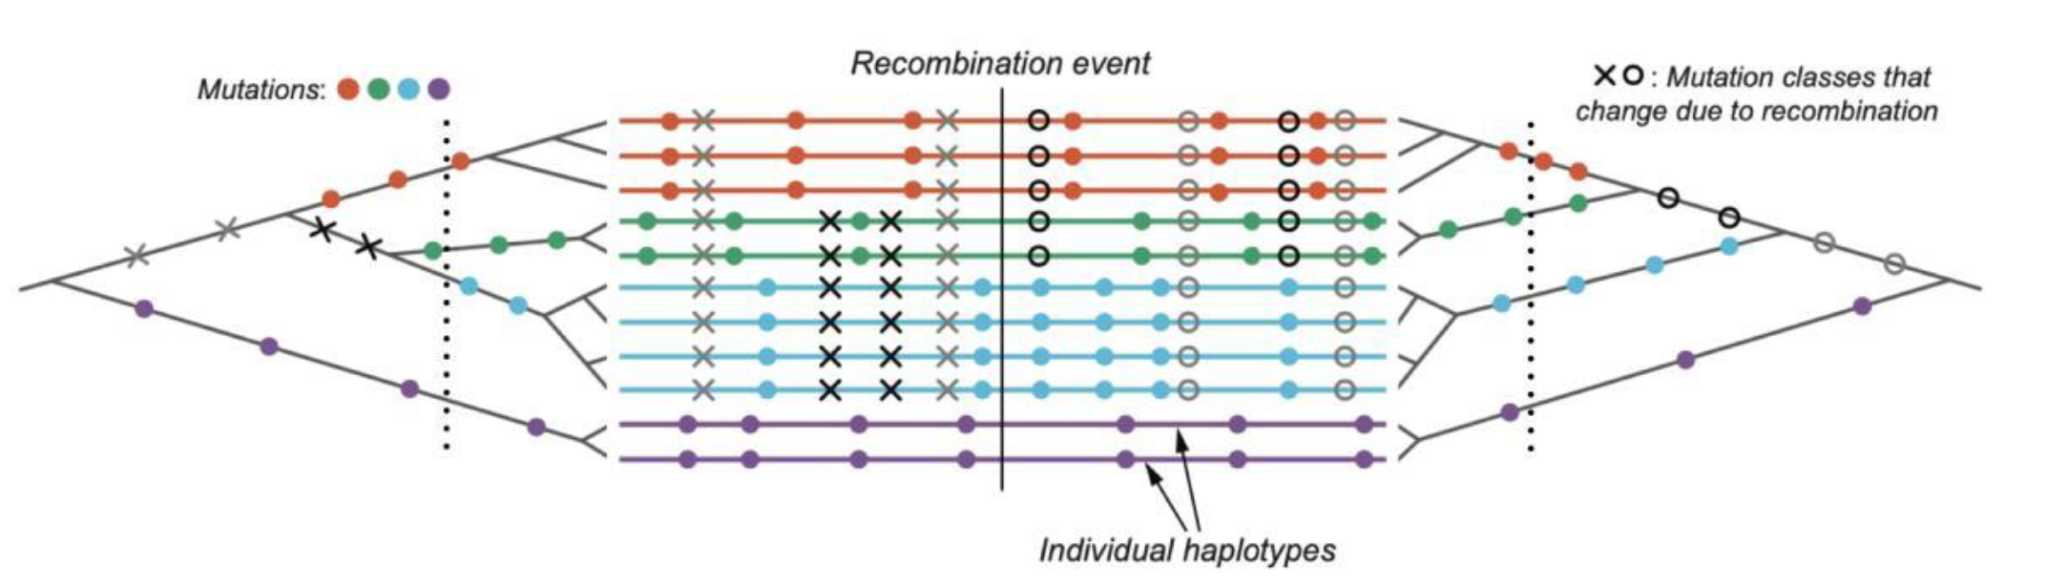 Recombination event
Mutations:
X O : Mutation classes that
change due to recombination
Individual haplotypes